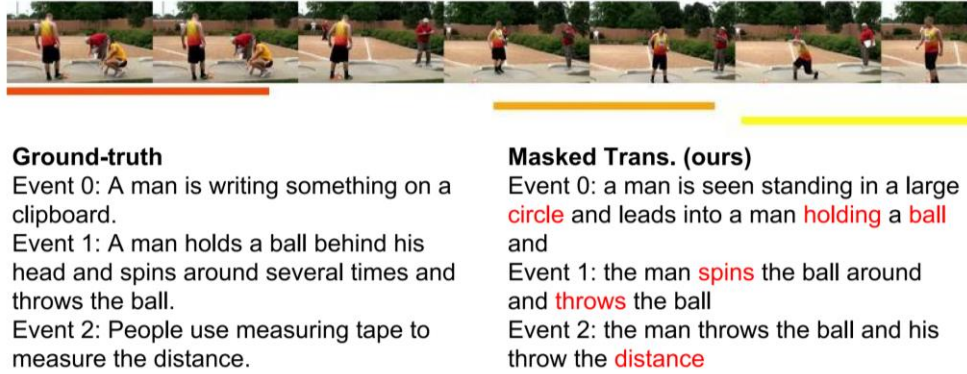 Ground-truth
Event 0: A man is writing something on a
clipboard.
Event 1: A man holds a ball behind his
head and spins around several times and
throws the ball.
Event 2: People use measuring tape to
measure the distance.
Masked Trans. (ours)
Event 0: a man is seen standing in a large
circle and leads into a man holding a ball
and
Event 1: the man spins the ball around
and throws the ball
Event 2: the man throws the ball and his
throw the distance